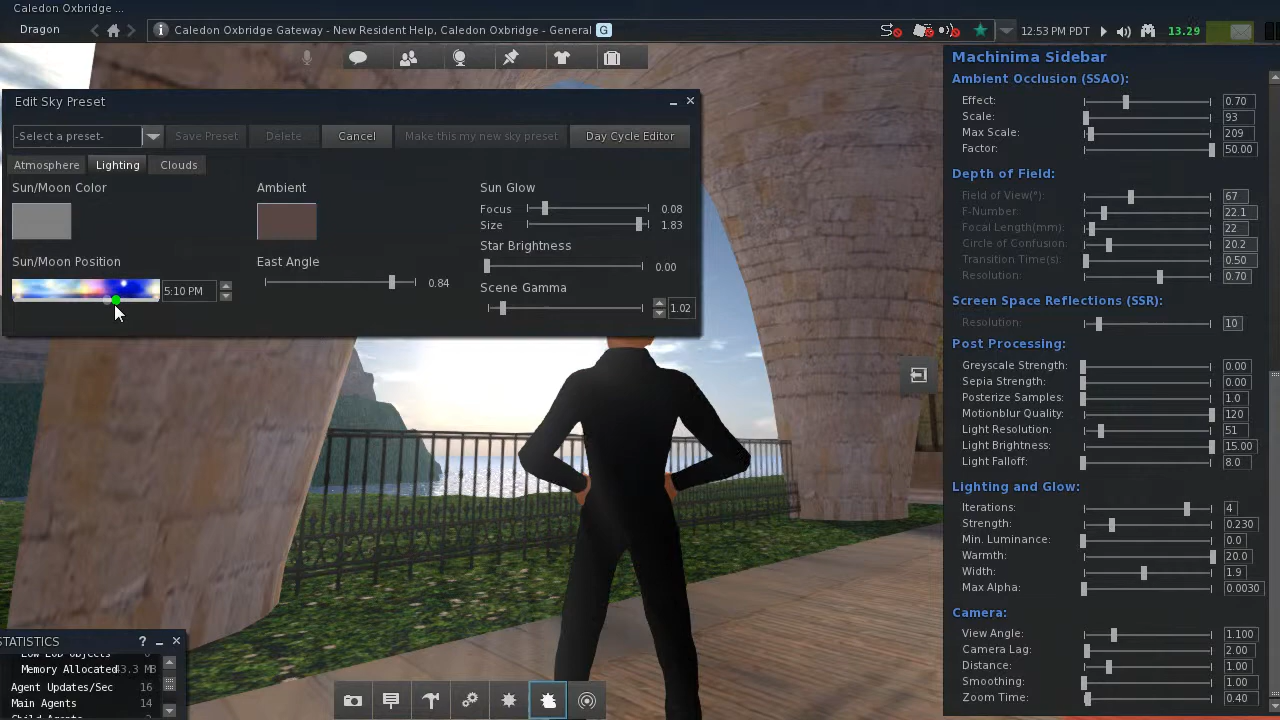 Caledon Oxbridge ...
Dragon
Caledon Oxbridge Gateway - New Resident Help, Caledon Oxbridge - General G
12:53 PM PDT
13.29
Edit Sky Preset
-Select a preset-
Save Preset
Delete
Cancel
Make this my new sky preset
Day Cycle Editor
Atmosphere
Lighting
Clouds
Sun/Moon Color
Ambient
Sun Glow
Focus 0.08
Size 1.83
Star Brightness
0.00
Sun/Moon Position
5:10 PM
East Angle
0.84
Scene Gamma
1.02
Machinima Sidebar
Ambient Occlusion (SSAO):
Effect: 0.70
Scale: 93
Max Scale: 209
Factor: 50.00
Depth of Field:
Field of View(°): 67
F-Number: 22.1
Focal Length(mm): 22
Circle of Confusion: 20.2
Transition Time(s): 0.50
Resolution: 0.70
Screen Space Reflections (SSR):
Resolution: 10
Post Processing:
Greyscale Strength: 0.00
Sepia Strength: 0.00
Posterize Samples: 1.0
Motionblur Quality: 120
Light Resolution: 51
Light Brightness: 15.00
Light Falloff: 8.0
Lighting and Glow:
Iterations: 4
Strength: 0.230
Min. Luminance: 0.0
Warmth: 20.0
Width: 1.9
Max Alpha: 0.0030
Camera:
View Angle: 1.100
Camera Lag: 2.00
Distance: 1.00
Smoothing: 1.00
Zoom Time: 0.40
STATISTICS ?
Low LOD Objects
Memory Allocated 3.3 MB
Agent Updates/Sec 16
Main Agents 14